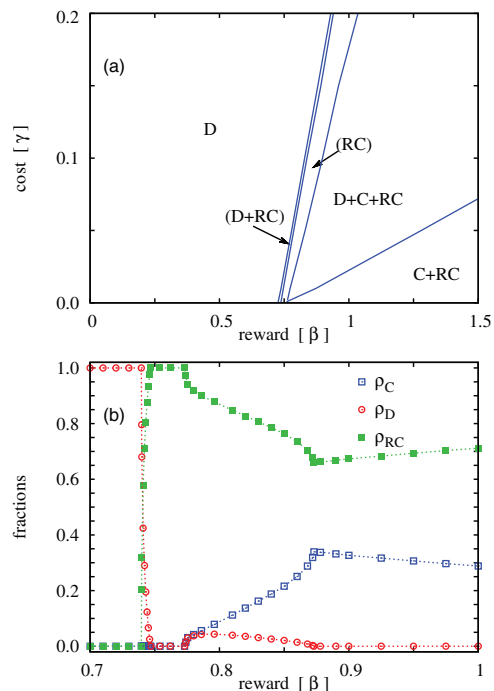 0.2
(a)
D
(RC)
0.1
cost [ γ ]
(D+RC)
D+C+RC
C+RC
0.0
0 0.5 1 1.5
reward [ β ]
1.0
(b)
ρC
0.8
ρD
ρRC
0.6
fractions
0.4
0.2
0.0
0.7 0.8 0.9 1
reward [ β ]